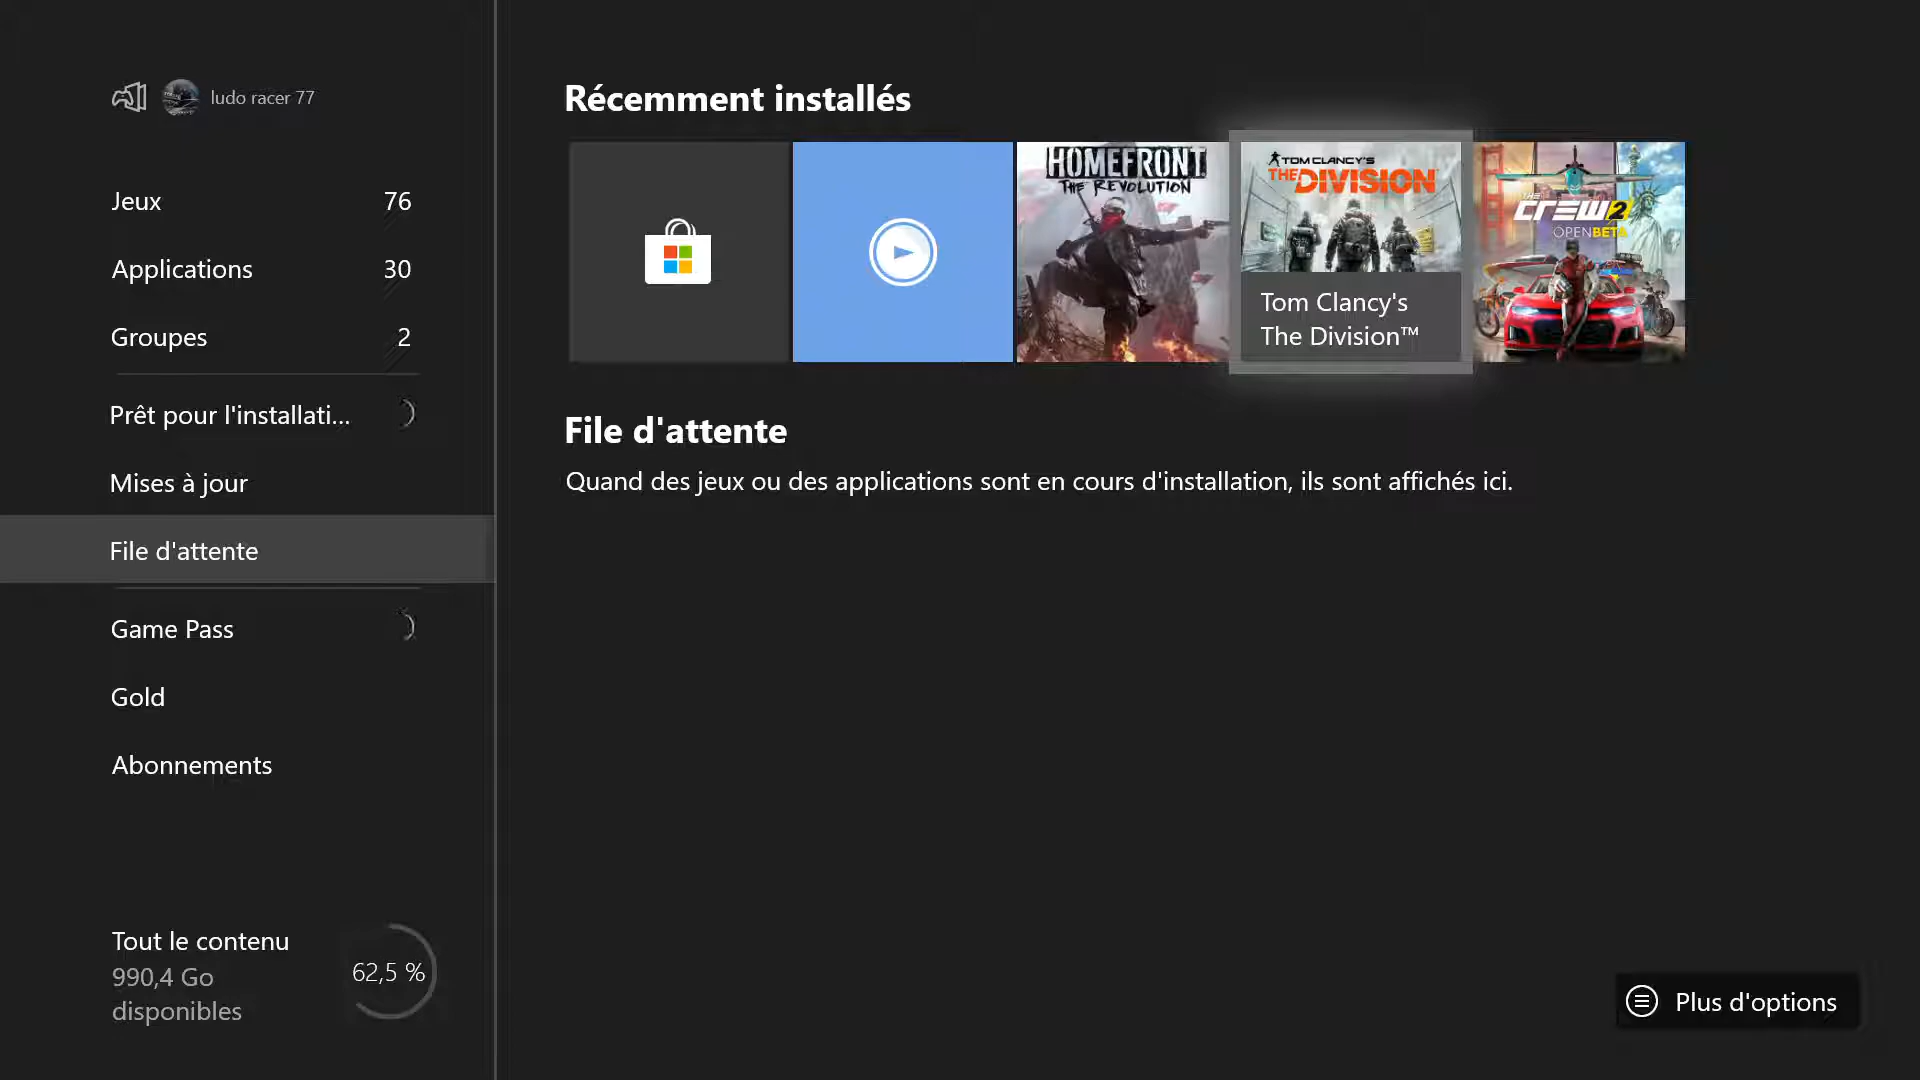 ludo racer 77
Jeux 76
Applications 30
Groupes 2
Prêt pour l'installati...
Mises à jour
File d'attente
Game Pass
Gold
Abonnements
Tout le contenu
990,4 Go
disponibles
62,5 %
Récemment installés
HOMEFRONT
THE REVOLUTION
TOM CLANCY'S
THE DIVISION
Tom Clancy's
The Division™
THE
CREW 2
OPEN BETA
File d'attente
Quand des jeux ou des applications sont en cours d'installation, ils sont affichés ici.
Plus d'options